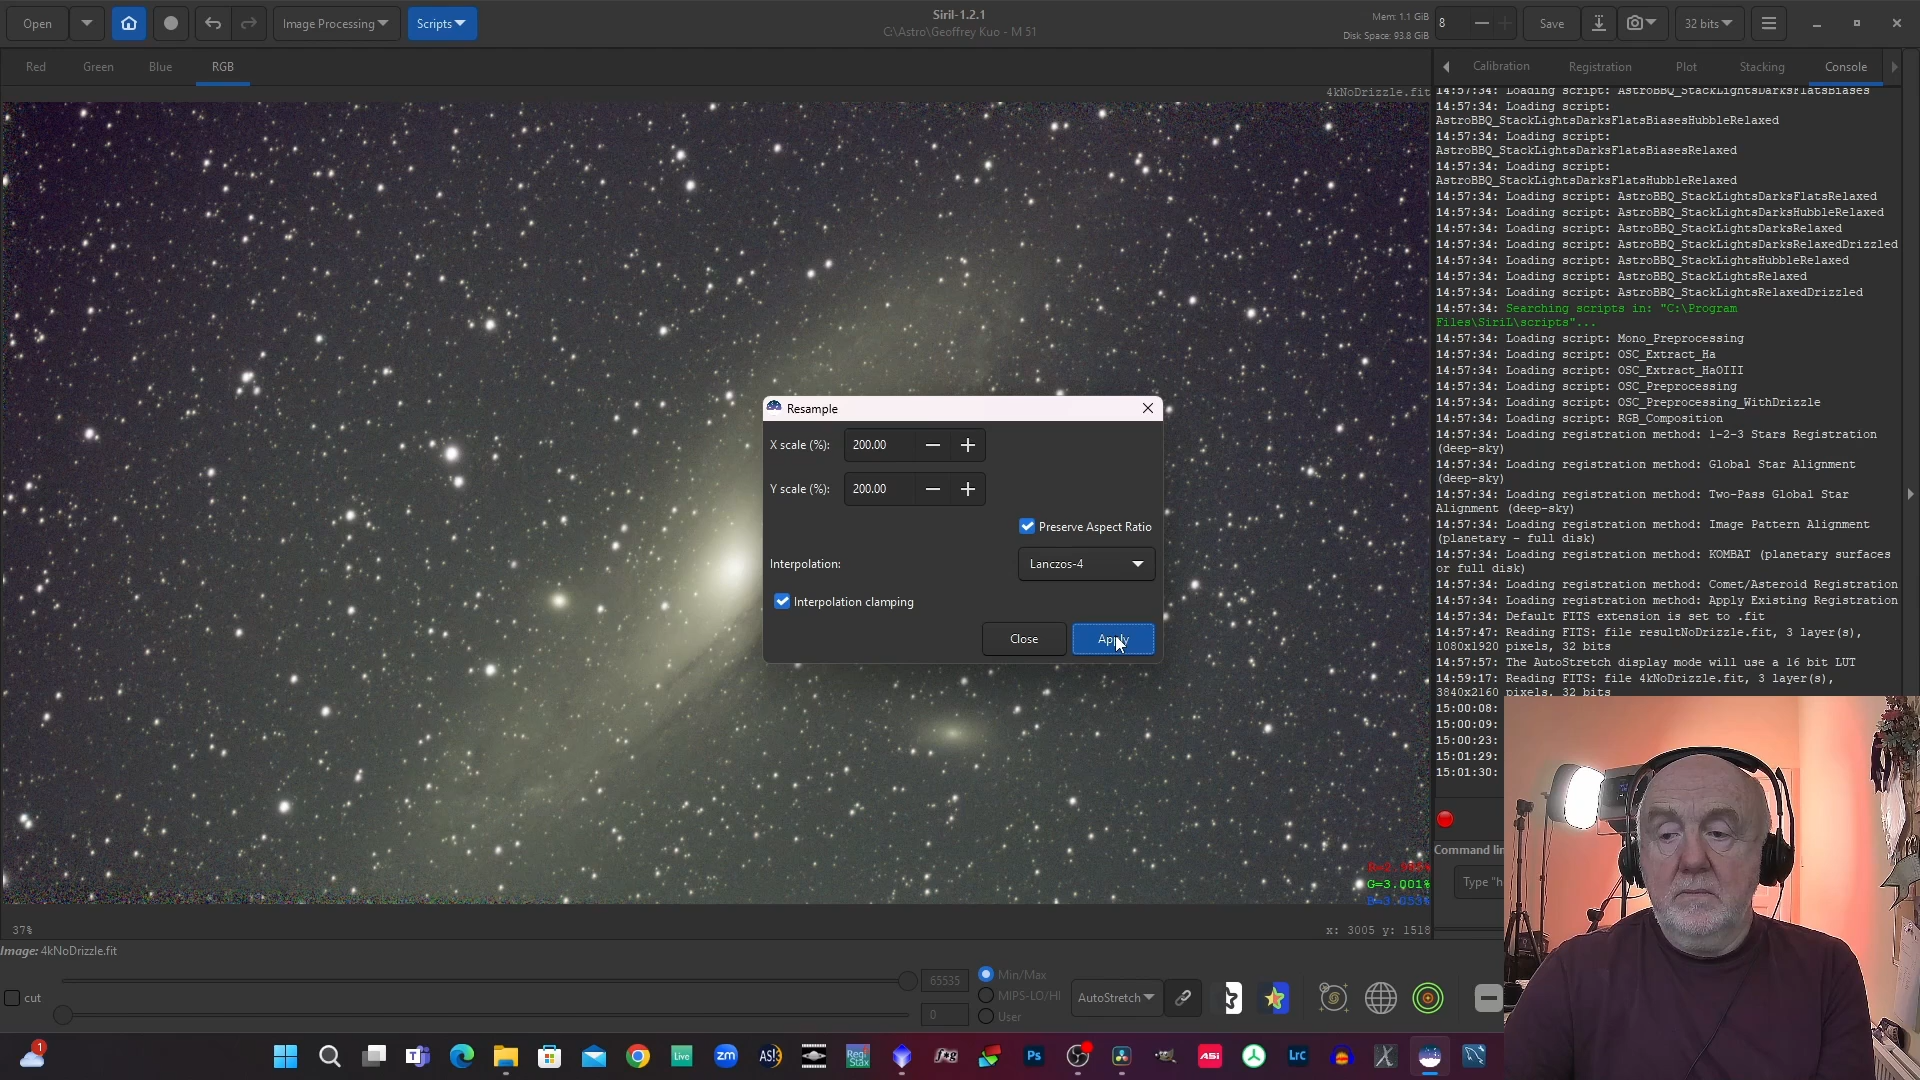 Open
Image Processing
Scripts
Siril-1.2.1
C:\Astro\Geoffrey Kuo - M 51
Mem: 1.1 GiB
Disk Space: 93.8 GiB
8
Save
32 bits
Red
Green
Blue
RGB
Calibration
Registration
Plot
Stacking
Console
4kNoDrizzle.fit
14:57:34: Loading script: AstroBBQ_StackLightsDarksFlatsBiases
14:57:34: Loading script:
AstroBBQ_StackLightsDarksFlatsBiasesHubbleRelaxed
14:57:34: Loading script:
AstroBBQ_StackLightsDarksFlatsBiasesRelaxed
14:57:34: Loading script:
AstroBBQ_StackLightsDarksFlatsHubbleRelaxed
14:57:34: Loading script: AstroBBQ_StackLightsDarksFlatsRelaxed
14:57:34: Loading script: AstroBBQ_StackLightsDarksHubbleRelaxed
14:57:34: Loading script: AstroBBQ_StackLightsDarksRelaxed
14:57:34: Loading script: AstroBBQ_StackLightsDarksRelaxedDrizzled
14:57:34: Loading script: AstroBBQ_StackLightsHubbleRelaxed
14:57:34: Loading script: AstroBBQ_StackLightsRelaxed
14:57:34: Loading script: AstroBBQ_StackLightsRelaxedDrizzled
14:57:34: Searching scripts in: "C:\Program
Files\SiriL\scripts"...
14:57:34: Loading script: Mono_Preprocessing
14:57:34: Loading script: OSC_Extract_Ha
14:57:34: Loading script: OSC_Extract_HaOIII
14:57:34: Loading script: OSC_Preprocessing
14:57:34: Loading script: OSC_Preprocessing_WithDrizzle
14:57:34: Loading script: RGB_Composition
14:57:34: Loading registration method: 1-2-3 Stars Registration
(deep-sky)
14:57:34: Loading registration method: Global Star Alignment
(deep-sky)
14:57:34: Loading registration method: Two-Pass Global Star
Alignment (deep-sky)
14:57:34: Loading registration method: Image Pattern Alignment
(planetary - full disk)
14:57:34: Loading registration method: KOMBAT (planetary surfaces
or full disk)
14:57:34: Loading registration method: Comet/Asteroid Registration
14:57:34: Loading registration method: Apply Existing Registration
14:57:34: Default FITS extension is set to .fit
14:57:47: Reading FITS: file resultNoDrizzle.fit, 3 layer(s),
1080x1920 pixels, 32 bits
14:57:57: The AutoStretch display mode will use a 16 bit LUT
14:59:17: Reading FITS: file 4kNoDrizzle.fit, 3 layer(s),
3840x2160 pixels, 32 bits
15:00:08:
15:00:09:
15:00:23:
15:01:29:
15:01:30:
Resample
X scale (%):
200.00
Y scale (%):
200.00
Preserve Aspect Ratio
Interpolation:
Lanczos-4
Interpolation clamping
Close
Apply
G=3.001%
Command lin
Type "h
37%
x: 3005 y: 1518
Image: 4kNoDrizzle.fit
cut
65535
0
Min/Max
MIPS-LO/HI
User
AutoStretch
1
Live
zm
AS!3
Regi
Stax
Ps
ASI
LrC